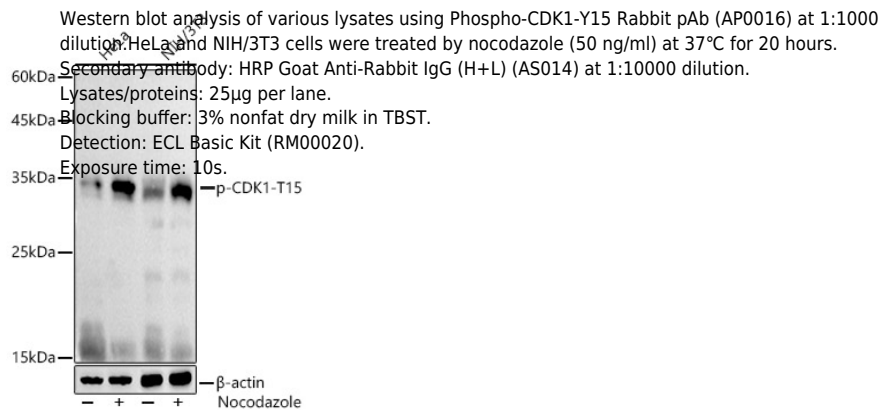 Western blot analysis of various lysates using Phospho-CDK1-Y15 Rabbit pAb (AP0016) at 1:1000
dilution.HeLa and NIH/3T3 cells were treated by nocodazole (50 ng/ml) at 37°C for 20 hours.
Secondary antibody: HRP Goat Anti-Rabbit IgG (H+L) (AS014) at 1:10000 dilution.
Lysates/proteins: 25μg per lane.
Blocking buffer: 3% nonfat dry milk in TBST.
Detection: ECL Basic Kit (RM00020).
Exposure time: 10s.
HeLa NIH/3T3
60kDa
45kDa
35kDa
p-CDK1-T15
25kDa
15kDa
β-actin
− + − + Nocodazole